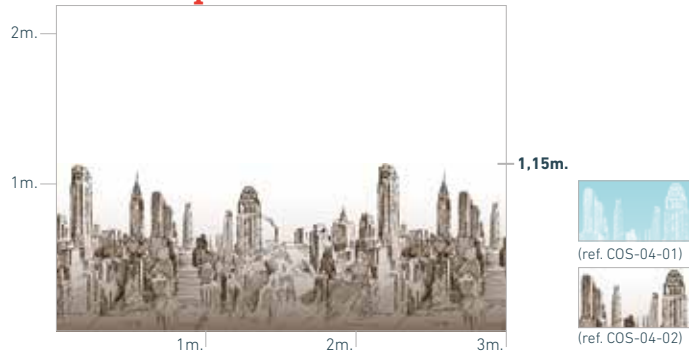 2m.
1,15m.
1m.
(ref. COS-04-01)
(ref. COS-04-02)
1m.
2m.
3m.